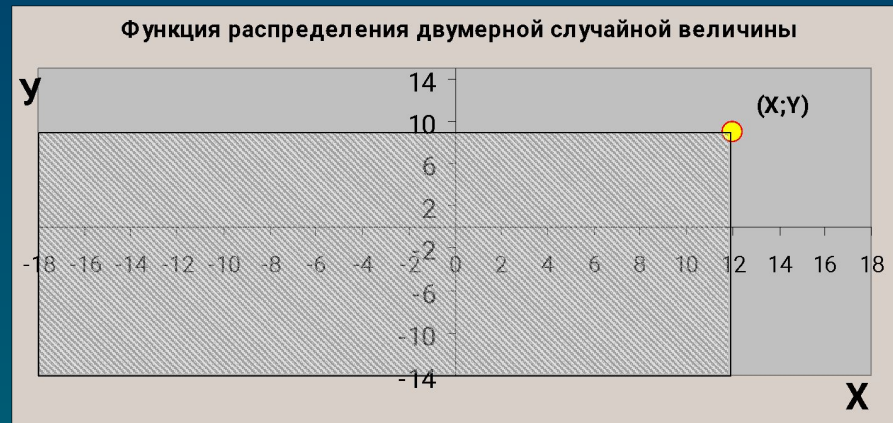 Функция распределения двумерной случайной величины
У
14
(X;Y)
10
6
2
-18 -16 -14 -12 -10 -8 -6 -4 -2 0 2 4 6 8 10 12 14 16 18
-2
-6
-10
-14
X